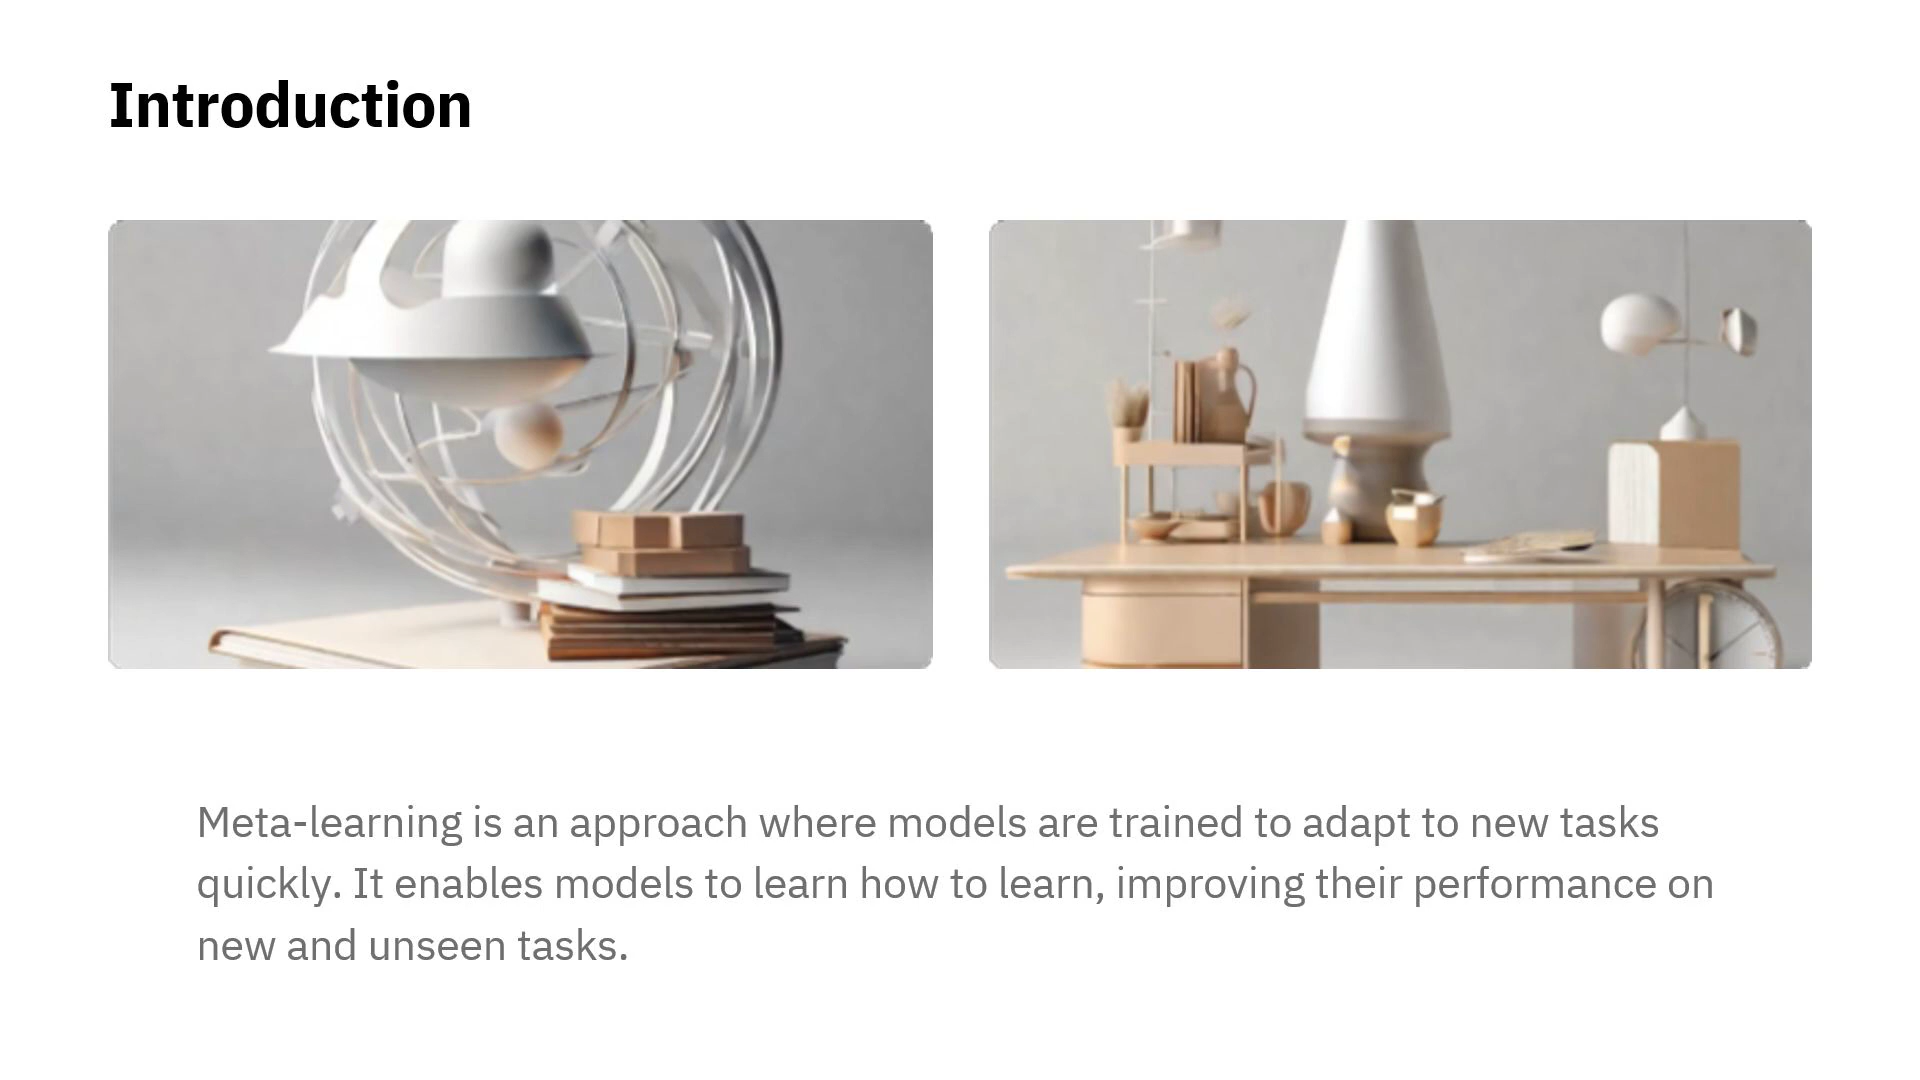 Introduction
Meta-learning is an approach where models are trained to adapt to new tasks
quickly. It enables models to learn how to learn, improving their performance on
new and unseen tasks.